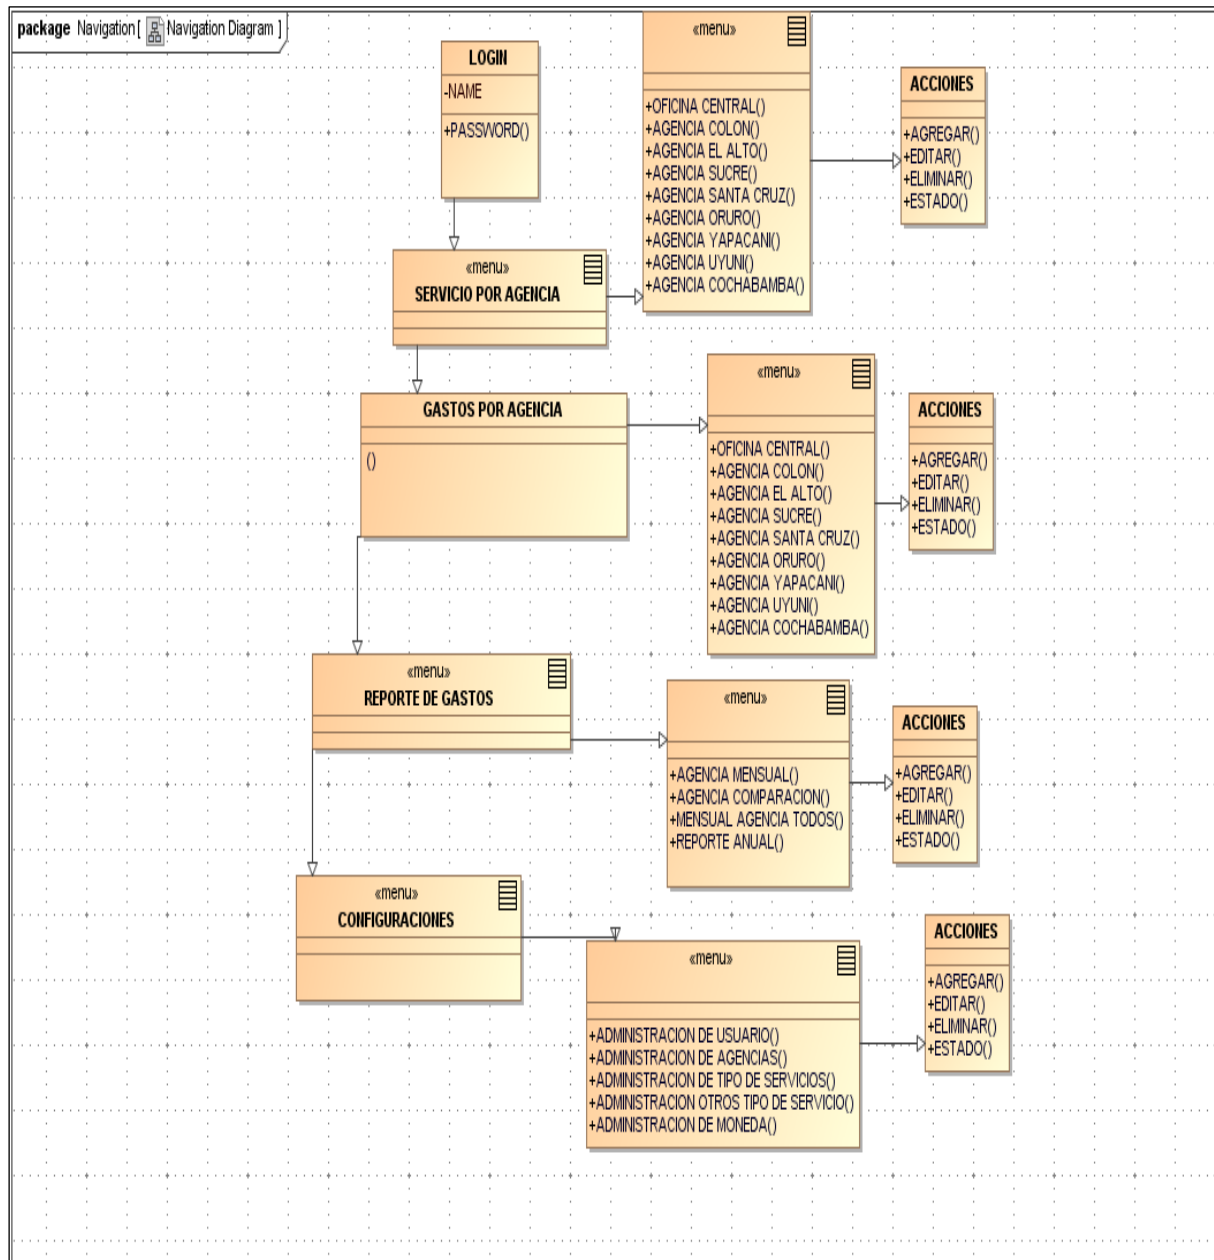 package Navigation [ Navigation Diagram ]
LOGIN
-NAME
+PASSWORD()
«menu»
+OFICINA CENTRAL()
+AGENCIA COLON()
+AGENCIA EL ALTO()
+AGENCIA SUCRE()
+AGENCIA SANTA CRUZ()
+AGENCIA ORURO()
+AGENCIA YAPACANI()
+AGENCIA UYUNI()
+AGENCIA COCHABAMBA()
ACCIONES
+AGREGAR()
+EDITAR()
+ELIMINAR()
+ESTADO()
«menu»
SERVICIO POR AGENCIA
GASTOS POR AGENCIA
()
«menu»
+OFICINA CENTRAL()
+AGENCIA COLON()
+AGENCIA EL ALTO()
+AGENCIA SUCRE()
+AGENCIA SANTA CRUZ()
+AGENCIA ORURO()
+AGENCIA YAPACANI()
+AGENCIA UYUNI()
+AGENCIA COCHABAMBA()
ACCIONES
+AGREGAR()
+EDITAR()
+ELIMINAR()
+ESTADO()
«menu»
REPORTE DE GASTOS
«menu»
+AGENCIA MENSUAL()
+AGENCIA COMPARACION()
+MENSUAL AGENCIA TODOS()
+REPORTE ANUAL()
ACCIONES
+AGREGAR()
+EDITAR()
+ELIMINAR()
+ESTADO()
«menu»
CONFIGURACIONES
«menu»
+ADMINISTRACION DE USUARIO()
+ADMINISTRACION DE AGENCIAS()
+ADMINISTRACION DE TIPO DE SERVICIOS()
+ADMINISTRACION OTROS TIPO DE SERVICIO()
+ADMINISTRACION DE MONEDA()
ACCIONES
+AGREGAR()
+EDITAR()
+ELIMINAR()
+ESTADO()